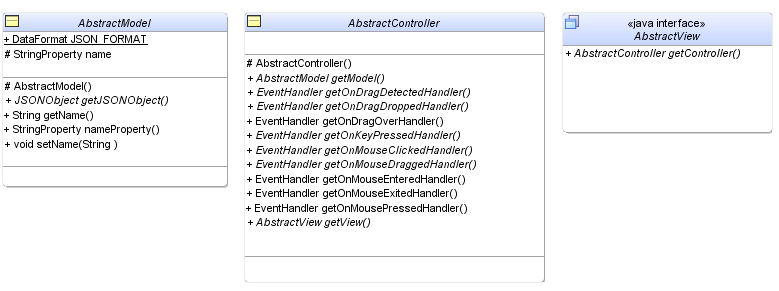 AbstractModel
+ DataFormat JSON_FORMAT
# StringProperty name
# AbstractModel()
+ JSONObject getJSONObject()
+ String getName()
+ StringProperty nameProperty()
+ void setName(String )
AbstractController
# AbstractController()
+ AbstractModel getModel()
+ EventHandler getOnDragDetectedHandler()
+ EventHandler getOnDragDroppedHandler()
+ EventHandler getOnDragOverHandler()
+ EventHandler getOnKeyPressedHandler()
+ EventHandler getOnMouseClickedHandler()
+ EventHandler getOnMouseDraggedHandler()
+ EventHandler getOnMouseEnteredHandler()
+ EventHandler getOnMouseExitedHandler()
+ EventHandler getOnMousePressedHandler()
+ AbstractView getView()
«java interface»
AbstractView
+ AbstractController getController()